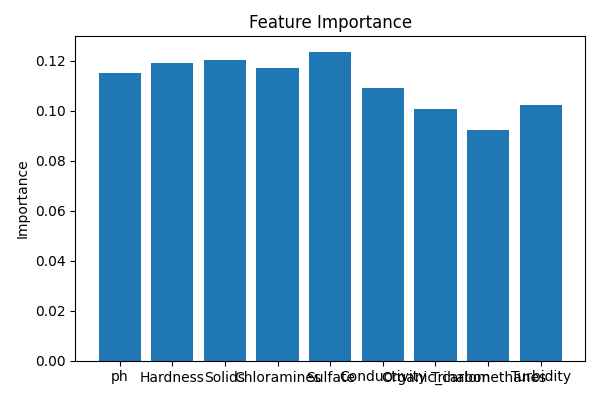 Feature Importance
Importance
0.12
0.10
0.08
0.06
0.04
0.02
0.00
ph Hardness Solids Chloramines Sulfate Conductivity Organic_carbon Trihalomethanes Turbidity